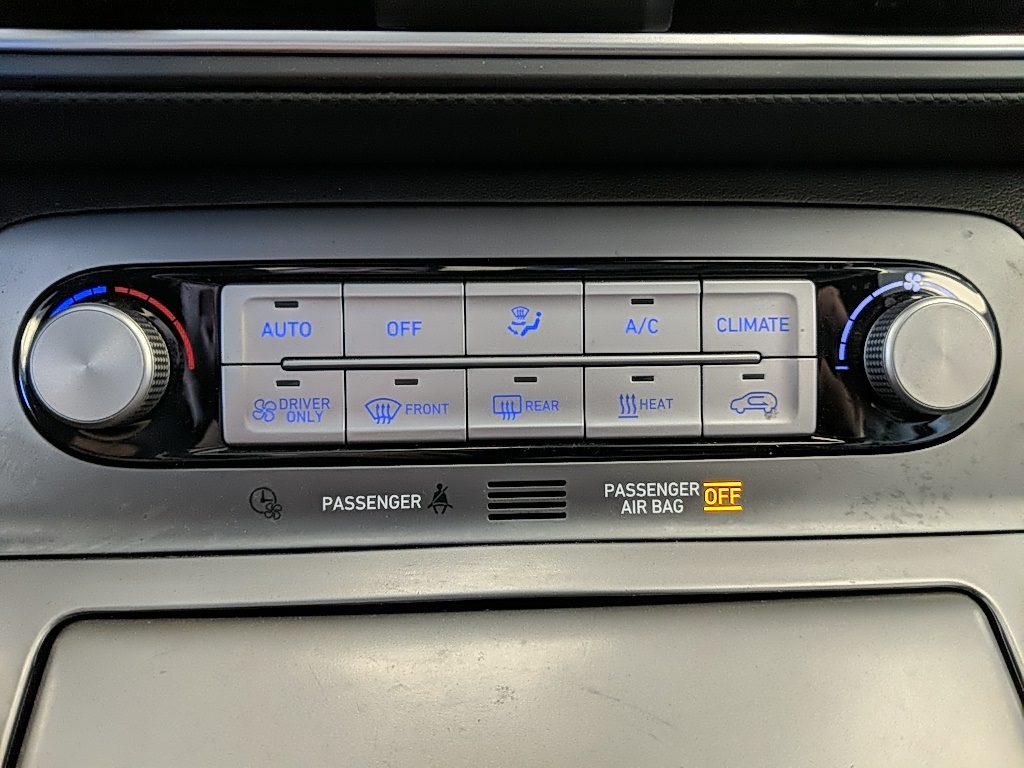 AUTO
OFF
A/C
CLIMATE
DRIVER
ONLY
FRONT
REAR
HEAT
PASSENGER
PASSENGER
AIR BAG
OFF